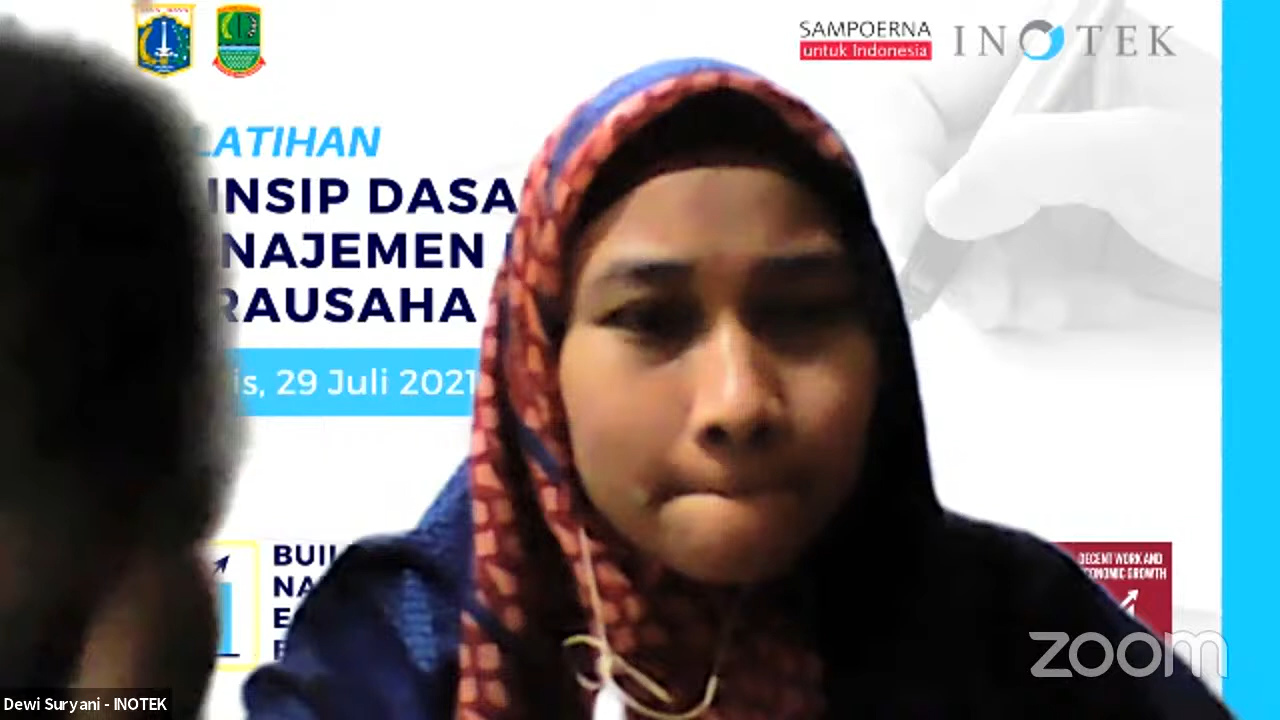 SAMPOERNA
untuk Indonesia
INOTEK
LATIHAN
INSIP DASA
NAJEMEN
RAUSAHA
is, 29 Juli 2021
BUIL
NA
E
DECENT WORK AND
ECONOMIC GROWTH
zoom
Dewi Suryani - INOTEK